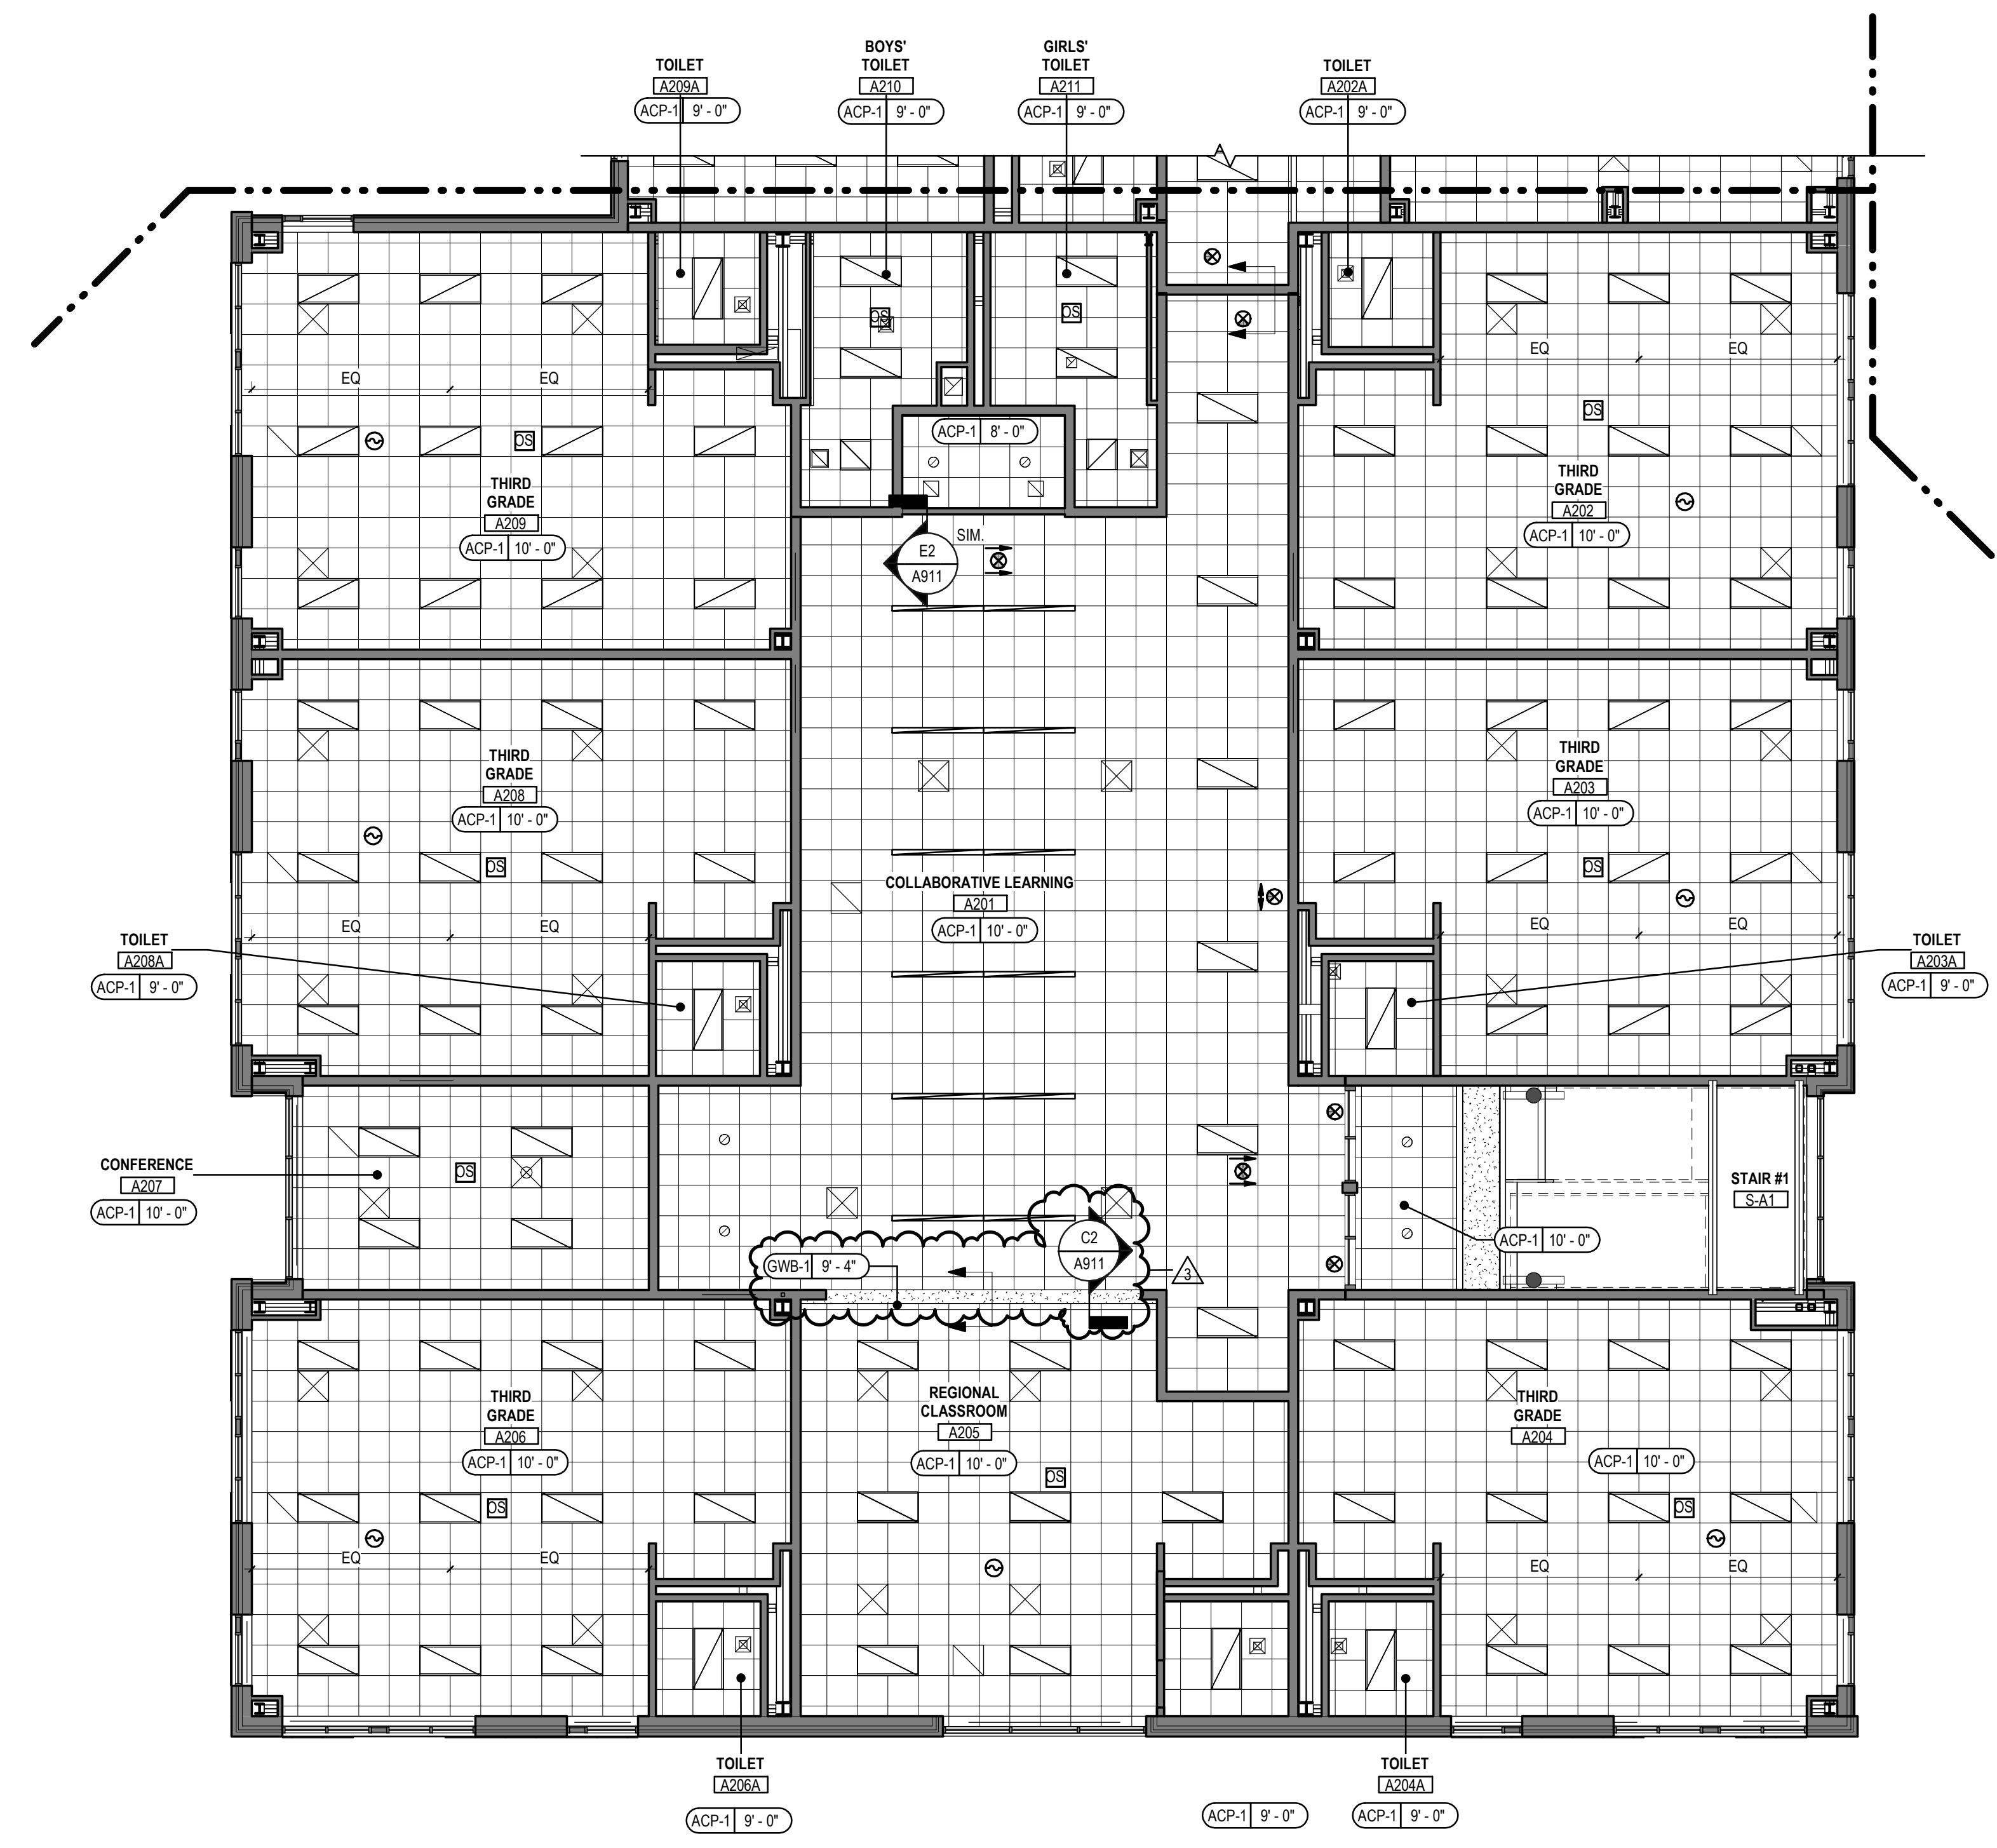 TOILET
A209A
ACP-1 9' - 0"
BOYS'
TOILET
A210
ACP-1 9' - 0"
GIRLS'
TOILET
A211
ACP-1 9' - 0"
TOILET
A202A
ACP-1 9' - 0"
OS
OS
EQ EQ
EQ EQ
OS
THIRD
GRADE
A209
ACP-1 10' - 0"
ACP-1 8' - 0"
OS
THIRD
GRADE
A202
ACP-1 10' - 0"
E2
A911
SIM.
THIRD
GRADE
A208
ACP-1 10' - 0"
OS
EQ EQ
THIRD
GRADE
A203
ACP-1 10' - 0"
OS
EQ EQ
COLLABORATIVE LEARNING
A201
ACP-1 10' - 0"
TOILET
A208A
ACP-1 9' - 0"
TOILET
A203A
ACP-1 9' - 0"
CONFERENCE
A207
ACP-1 10' - 0"
OS
STAIR #1
S-A1
ACP-1 10' - 0"
GWB-1 9' - 4"
C2
A911
3
THIRD
GRADE
A206
ACP-1 10' - 0"
OS
EQ EQ
REGIONAL
CLASSROOM
A205
ACP-1 10' - 0"
OS
THIRD
GRADE
A204
ACP-1 10' - 0"
OS
EQ EQ
TOILET
A206A
ACP-1 9' - 0"
ACP-1 9' - 0"
TOILET
A204A
ACP-1 9' - 0"